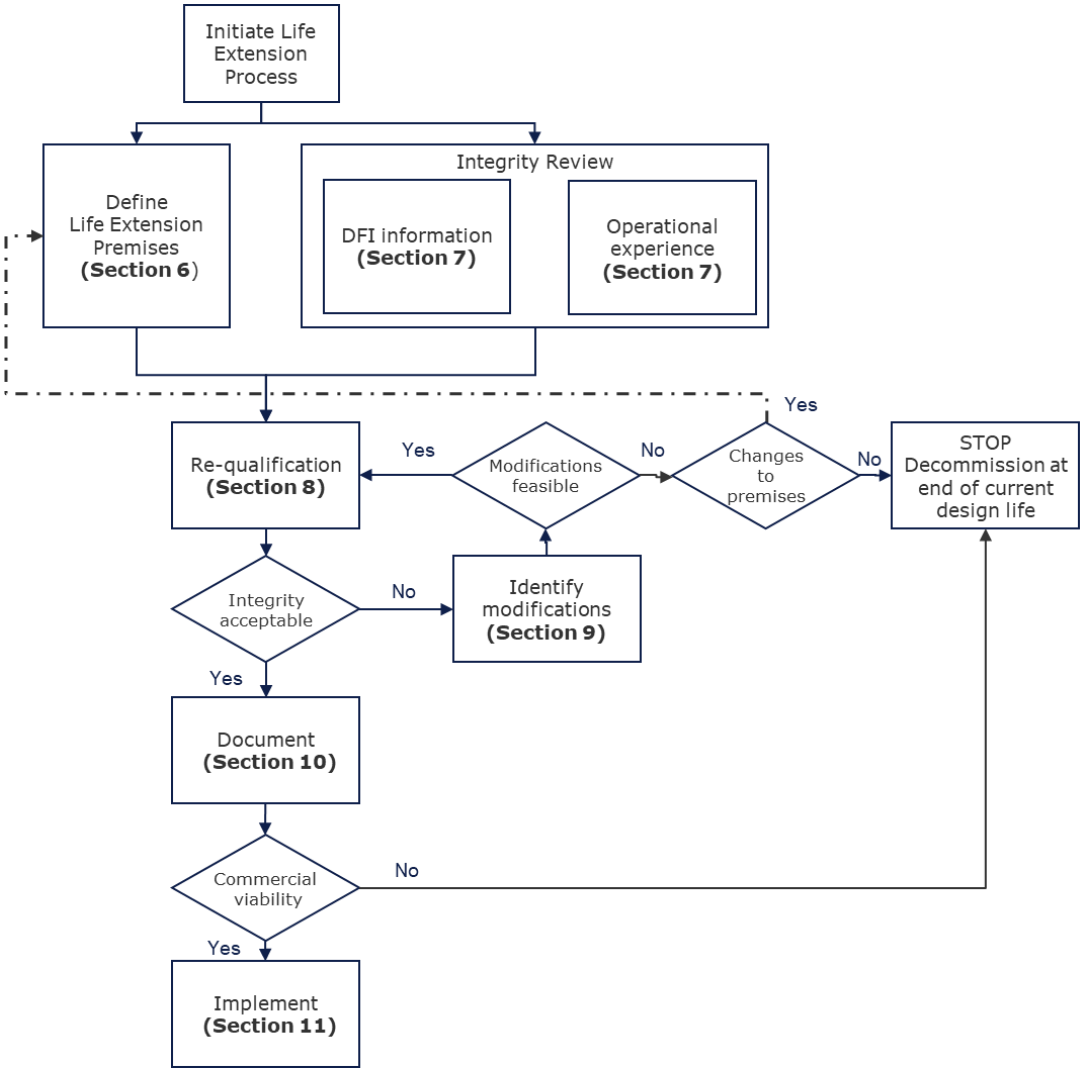 Initiate Life
Extension
Process
Define
Life Extension
Premises
(Section 6)
Integrity Review
DFI information
(Section 7)
Operational
experience
(Section 7)
Re-qualification
(Section 8)
Yes
Modifications
feasible
No
Yes
Changes
to
premises
No
STOP
Decommission at
end of current
design life
Integrity
acceptable
No
Identify
modifications
(Section 9)
Yes
Document
(Section 10)
Commercial
viability
No
Yes
Implement
(Section 11)